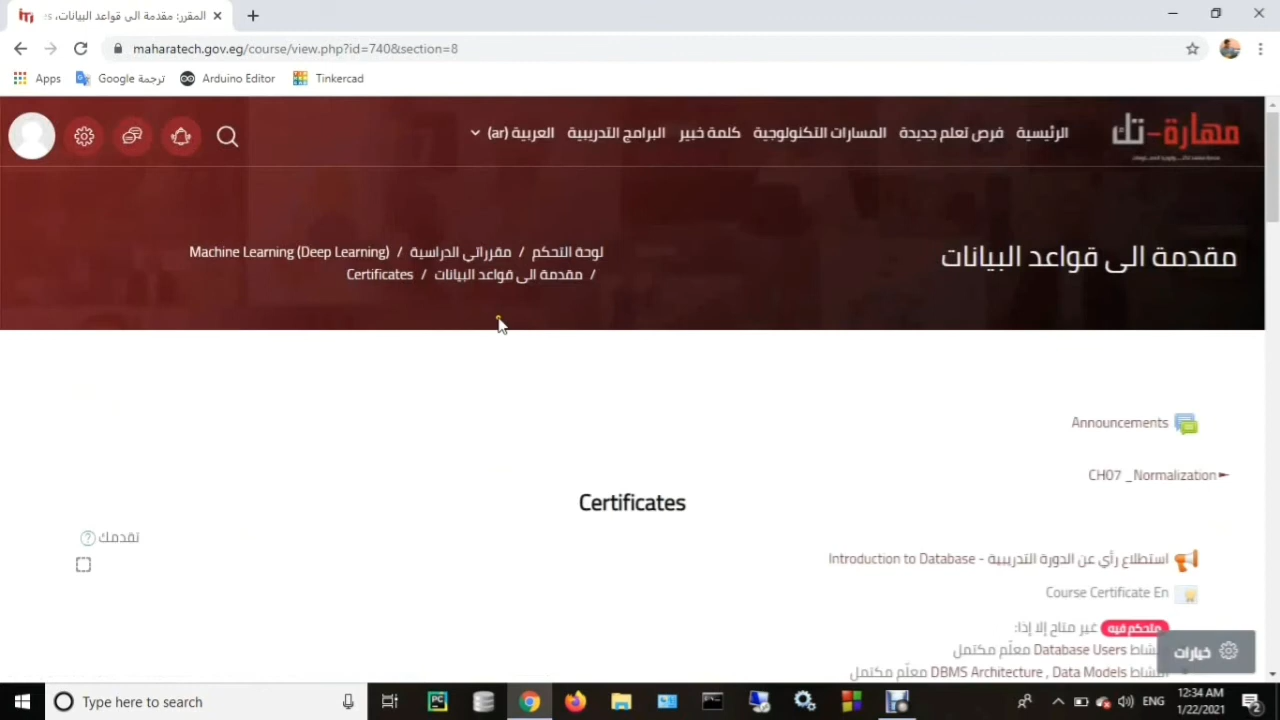 المقرر: مقدمة الى قواعد البيانات،
maharatech.gov.eg/course/view.php?id=740&section=8
Apps
ترجمة Google
Arduino Editor
Tinkercad
مهارة-تك
الرئيسية
فرص تعلم جديدة
المسارات التكنولوجية
كلمة خبير
البرامج التدريبية
العربية (ar)
مقدمة الى قواعد البيانات
لوحة التحكم / مقرراتي الدراسية / Machine Learning (Deep Learning)
/ مقدمة الى قواعد البيانات / Certificates
Announcements
CH07 _Normalization
Certificates
تقدمك
استطلاع رأي عن الدورة التدريبية - Introduction to Database
Course Certificate En
متحكم فيه غير متاح إلا إذا:
Database Users معلّم مكتمل
خيارات
DBMS Architecture , Data Models معلّم مكتمل
Type here to search
ENG
12:34 AM
1/22/2021
2